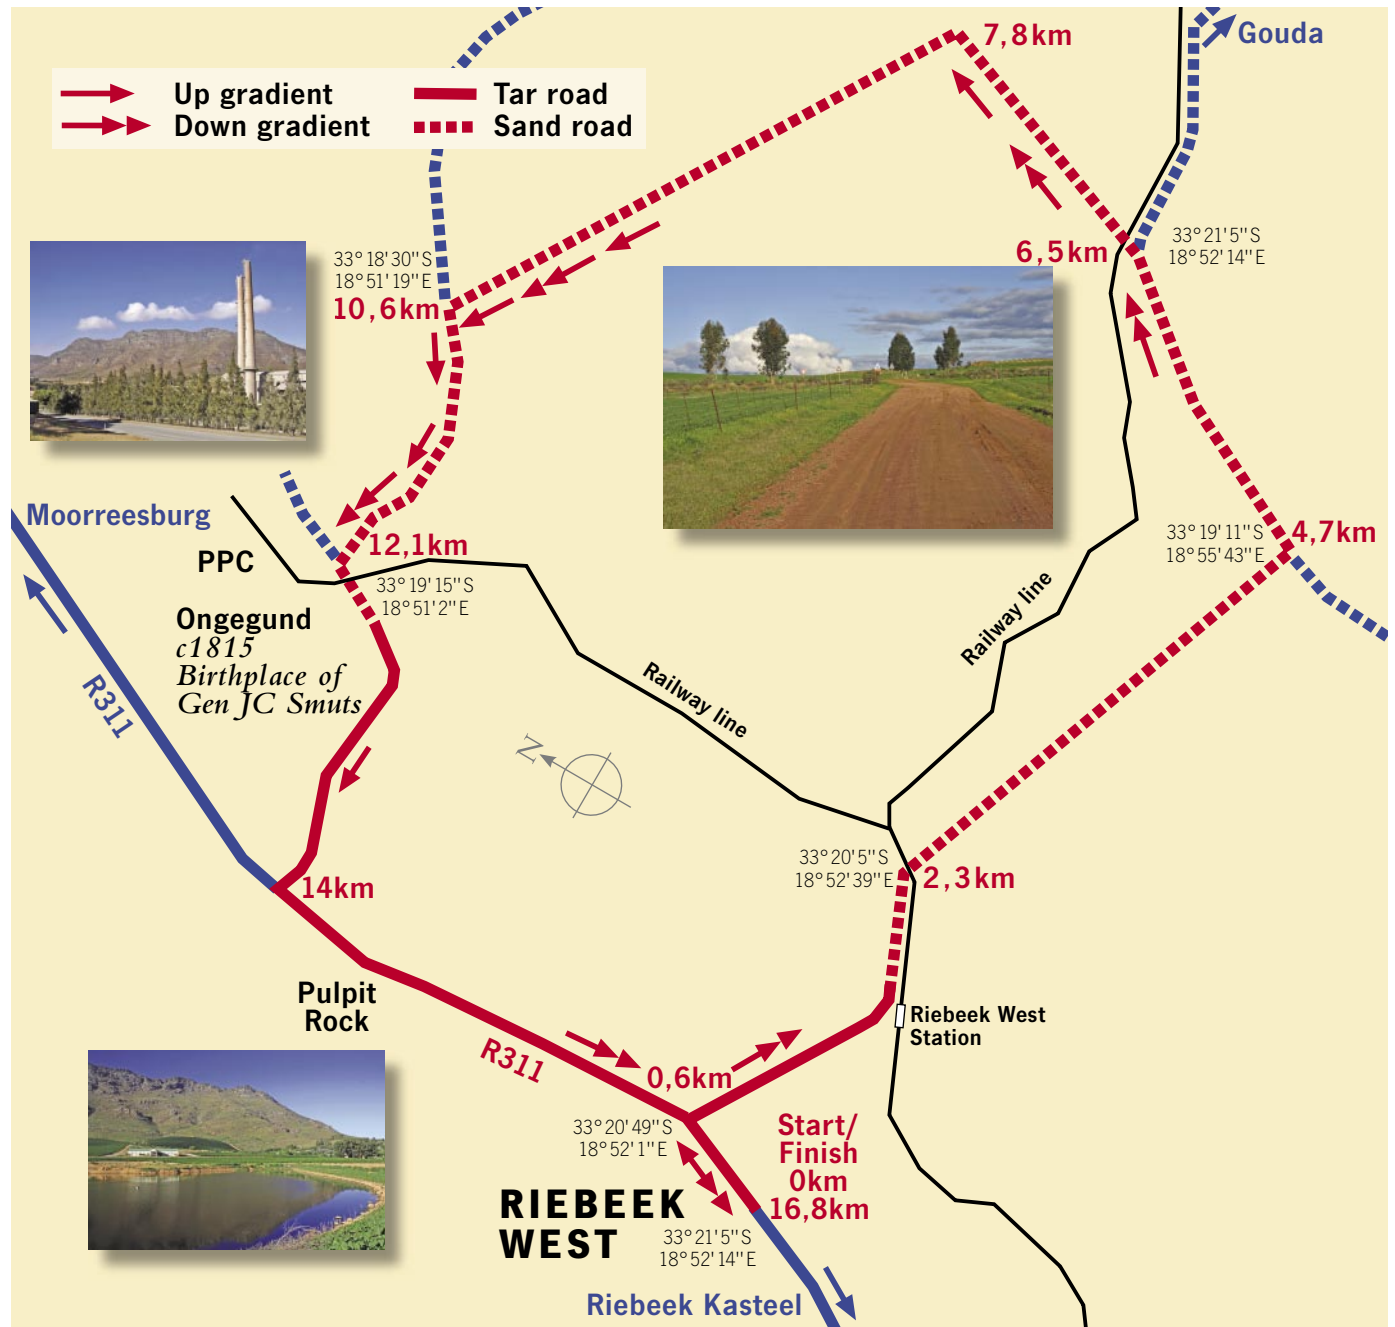 7,8km
Gouda
Up gradient
Down gradient
Tar road
Sand road
33°21'5"S
18°52'14"E
6,5km
33°18'30"S
18°51'19"E
10,6km
Moorreesburg
PPC
12,1km
33°19'15"S
18°51'2"E
33°19'11"S
18°55'43"E
4,7km
Ongegund
c1815
Birthplace of
Gen JC Smuts
R311
Railway line
Railway line
N
33°20'5"S
18°52'39"E
2,3km
14km
Pulpit
Rock
R311
Riebeek West
Station
0,6km
33°20'49"S
18°52'1"E
Start/
Finish
0km
16,8km
RIEBEEK
WEST
33°21'5"S
18°52'14"E
Riebeek Kasteel